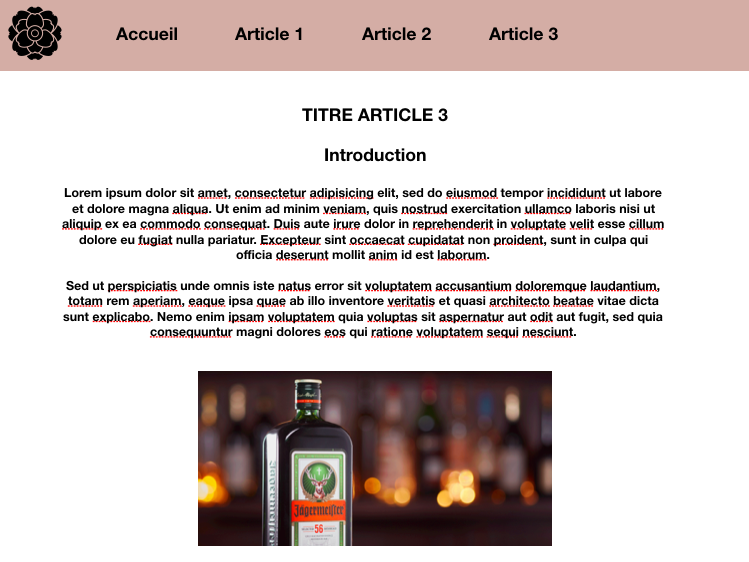 Accueil Article 1 Article 2 Article 3
TITRE ARTICLE 3
Introduction
Lorem ipsum dolor sit amet, consectetur adipisicing elit, sed do eiusmod tempor incididunt ut labore
et dolore magna aliqua. Ut enim ad minim veniam, quis nostrud exercitation ullamco laboris nisi ut
aliquip ex ea commodo consequat. Duis aute irure dolor in reprehenderit in voluptate velit esse cillum
dolore eu fugiat nulla pariatur. Excepteur sint occaecat cupidatat non proident, sunt in culpa qui
officia deserunt mollit anim id est laborum.
Sed ut perspiciatis unde omnis iste natus error sit voluptatem accusantium doloremque laudantium,
totam rem aperiam, eaque ipsa quae ab illo inventore veritatis et quasi architecto beatae vitae dicta
sunt explicabo. Nemo enim ipsam voluptatem quia voluptas sit aspernatur aut odit aut fugit, sed quia
consequuntur magni dolores eos qui ratione voluptatem sequi nesciunt.
Jägermeister
56